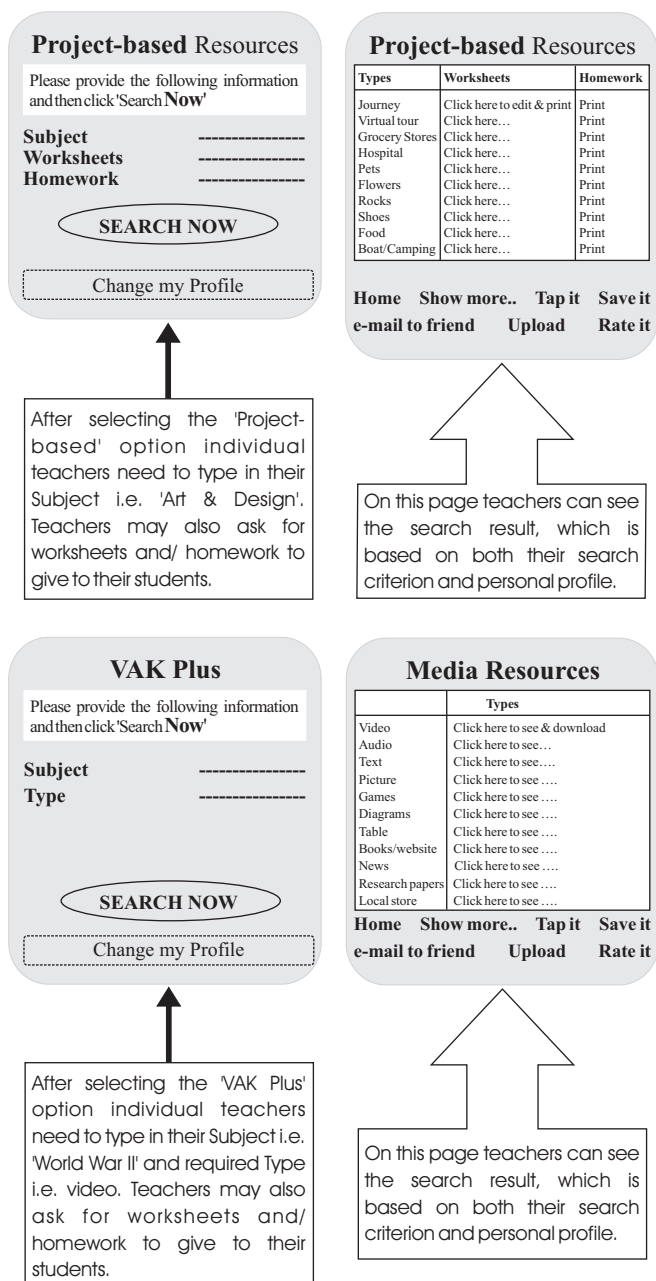 Project-based Resources
Please provide the following information
and then click 'Search Now'
Subject ----------------
Worksheets ----------------
Homework ----------------
SEARCH NOW
Change my Profile
After selecting the 'Project-
based' option individual
teachers need to type in their
Subject i.e. 'Art & Design'.
Teachers may also ask for
worksheets and/ homework to
give to their students.
Project-based Resources
Types Worksheets Homework
Journey Click here to edit & print Print
Virtual tour Click here… Print
Grocery Stores Click here… Print
Hospital Click here… Print
Pets Click here… Print
Flowers Click here… Print
Rocks Click here… Print
Shoes Click here… Print
Food Click here… Print
Boat/Camping Click here… Print
Home Show more.. Tap it Save it
e-mail to friend Upload Rate it
On this page teachers can see
the search result, which is
based on both their search
criterion and personal profile.
VAK Plus
Please provide the following information
and then click 'Search Now'
Subject ----------------
Type ----------------
SEARCH NOW
Change my Profile
After selecting the 'VAK Plus'
option individual teachers
need to type in their Subject i.e.
'World War II' and required Type
i.e. video. Teachers may also
ask for worksheets and/
homework to give to their
students.
Media Resources
Types
Video Click here to see & download
Audio Click here to see…
Text Click here to see….
Picture Click here to see ….
Games Click here to see ….
Diagrams Click here to see ….
Table Click here to see ….
Books/website Click here to see ….
News Click here to see ….
Research papers Click here to see ….
Local store Click here to see ….
Home Show more.. Tap it Save it
e-mail to friend Upload Rate it
On this page teachers can see
the search result, which is
based on both their search
criterion and personal profile.